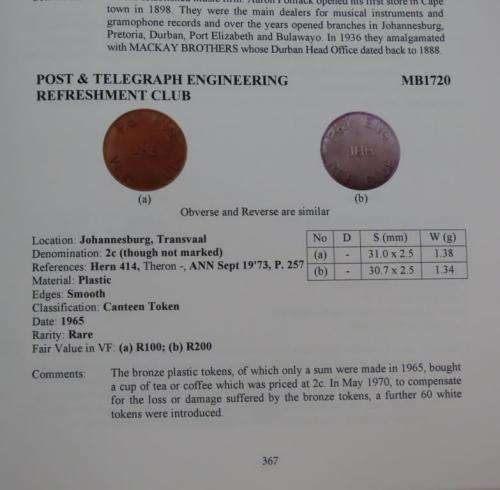 town in 1898. They were the main dealers for musical instruments and
gramophone records and over the years opened branches in Johannesburg,
Pretoria, Durban, Port Elizabeth and Bulawayo. In 1936 they amalgamated
with MACKAY BROTHERS whose Durban Head Office dated back to 1888.
POST & TELEGRAPH ENGINEERING MB1720
REFRESHMENT CLUB
JHB
(a) (b)
Obverse and Reverse are similar
Location: Johannesburg, Transvaal
Denomination: 2c (though not marked)
References: Hern 414, Theron -, ANN Sept 19'73, P. 257
Material: Plastic
Edges: Smooth
Classification: Canteen Token
Date: 1965
Rarity: Rare
Fair Value in VF: (a) R100; (b) R200
No D S (mm) W (g)
(a) - 31.0 x 2.5 1.38
(b) - 30.7 x 2.5 1.34
Comments: The bronze plastic tokens, of which only a sum were made in 1965, bought
a cup of tea or coffee which was priced at 2c. In May 1970, to compensate
for the loss or damage suffered by the bronze tokens, a further 60 white
tokens were introduced
367